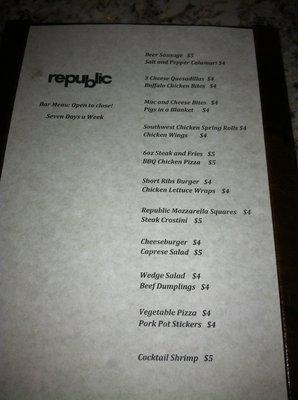 republic
Bar Menu: Open to close!
Seven Days a Week
Beer Sausage $5
Salt and Pepper Calamari $4
3 Cheese Quesadillas $4
Buffalo Chicken Bites $4
Mac and Cheese Bites $4
Pigs in a Blanket $4
Southwest Chicken Spring Rolls $4
Chicken Wings $4
6oz Steak and Fries $5
BBQ Chicken Pizza $5
Short Ribs Burger $4
Chicken Lettuce Wraps $4
Republic Mozzarella Squares $4
Steak Crostini $5
Cheeseburger $4
Caprese Salad $5
Wedge Salad $4
Beef Dumplings $4
Vegetable Pizza $4
Pork Pot Stickers $4
Cocktail Shrimp $5